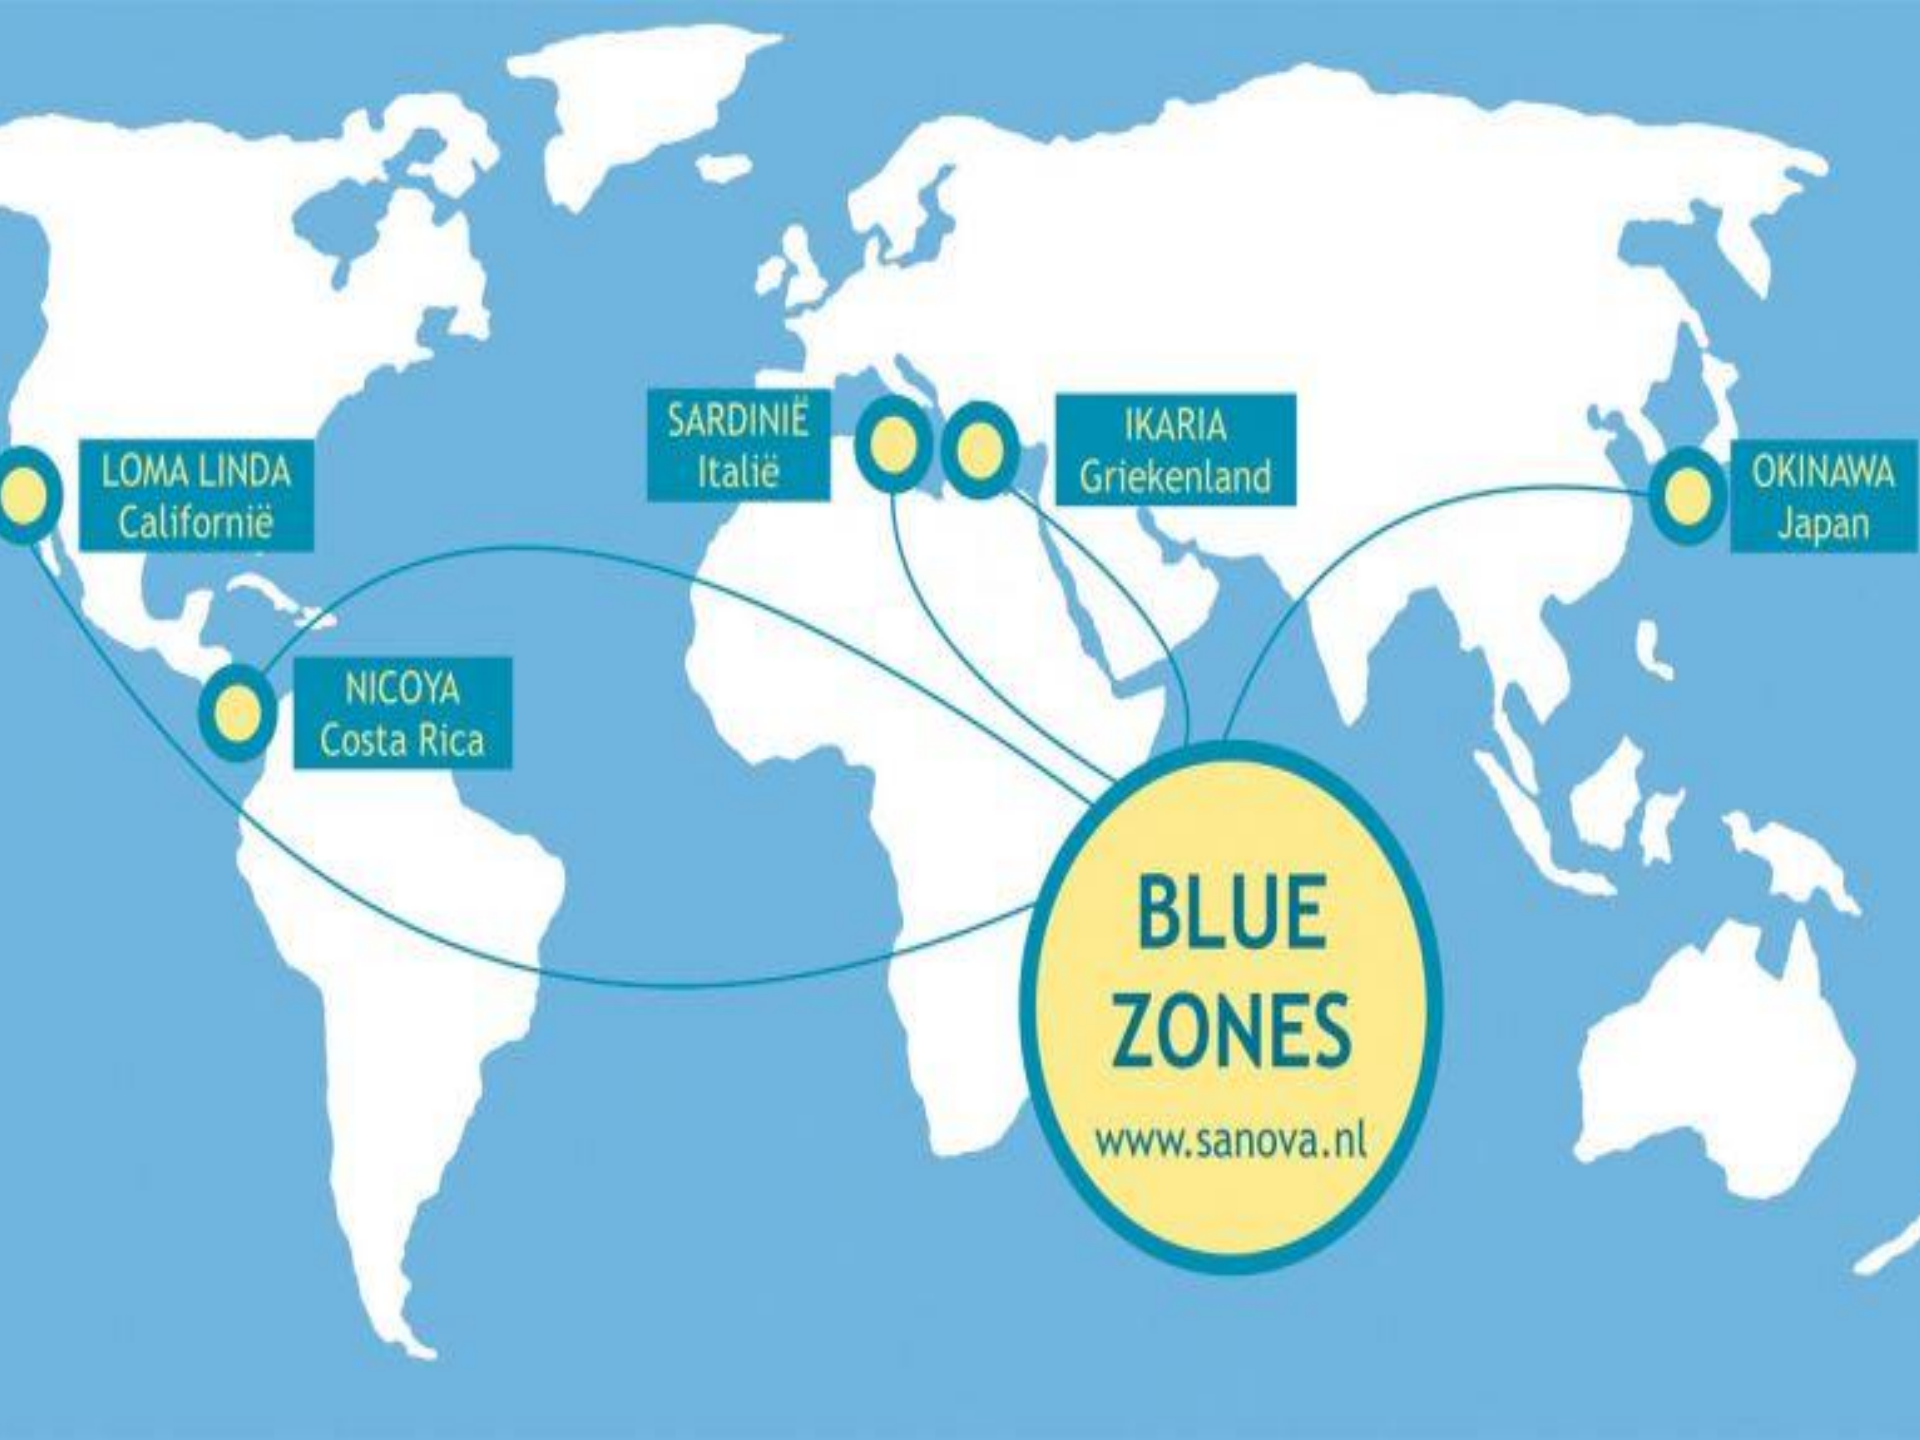 SARDINIË
Italië
IKARIA
Griekenland
LOMA LINDA
Californië
OKINAWA
Japan
NICOYA
Costa Rica
BLUE
ZONES
www.sanova.nl